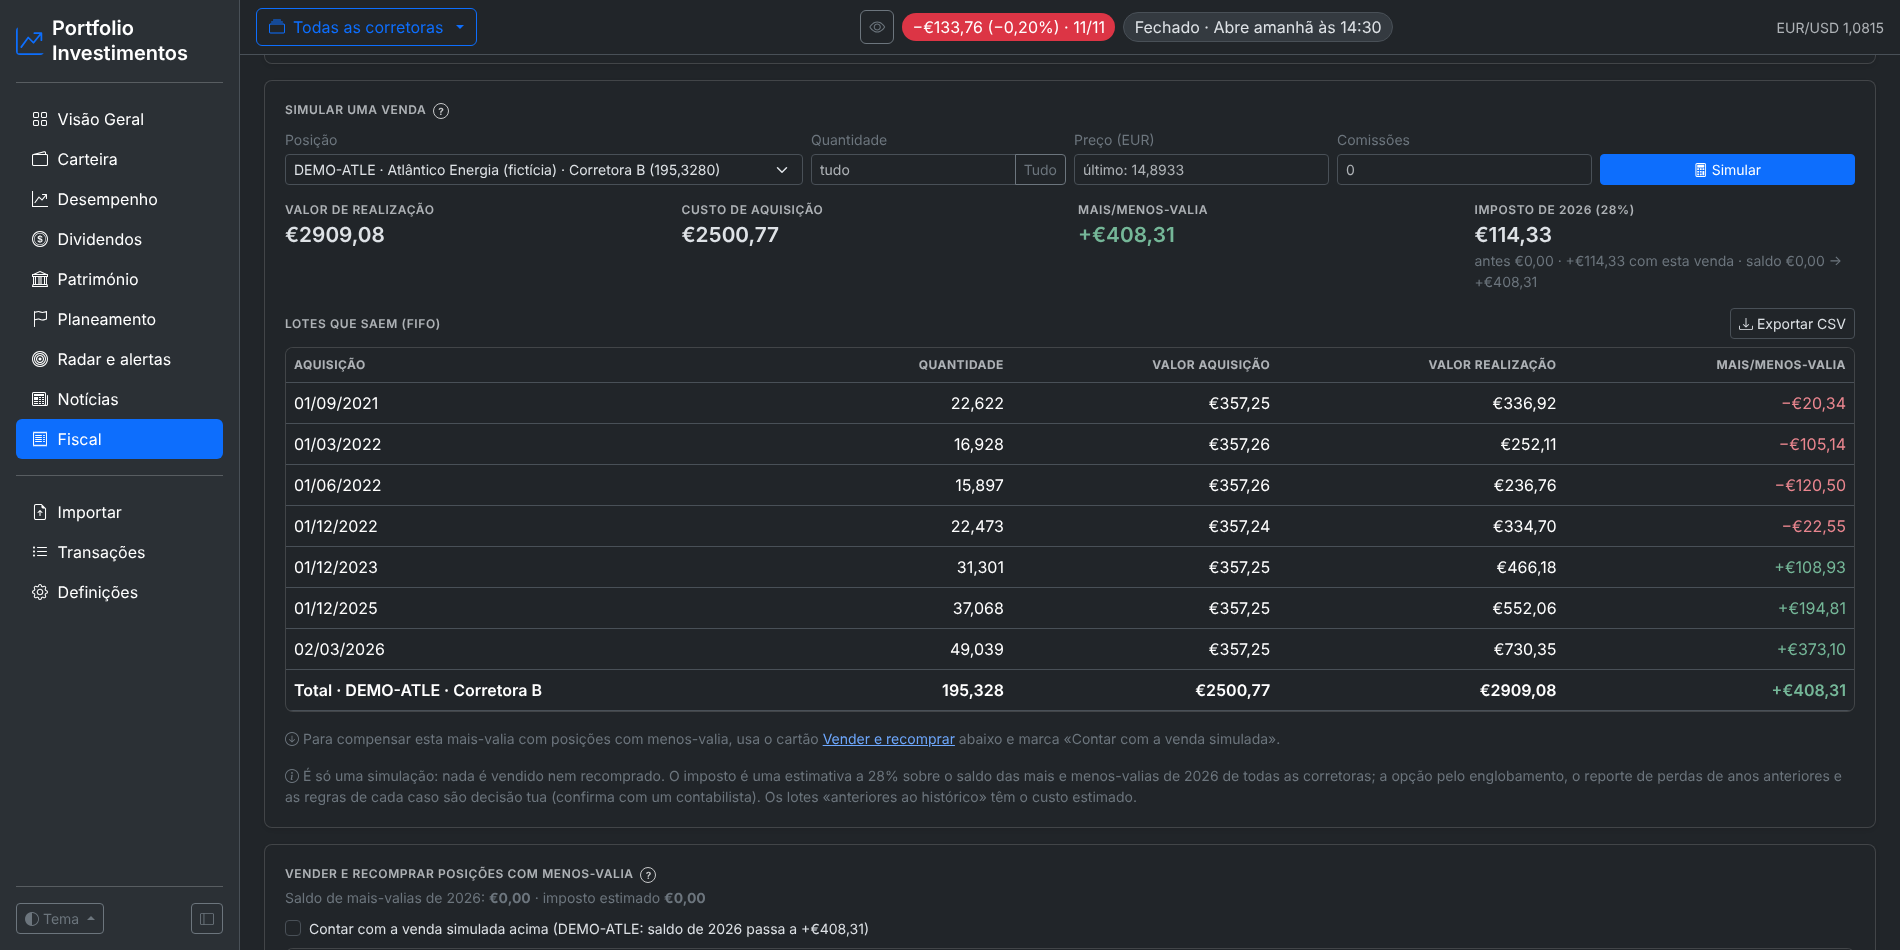 Portfolio
Investimentos
Visão Geral
Carteira
Desempenho
Dividendos
Património
Planeamento
Radar e alertas
Notícias
Fiscal
Importar
Transações
Definições
Tema
Todas as corretoras
−€133,76 (−0,20%) · 11/11
Fechado · Abre amanhã às 14:30
EUR/USD 1,0815
SIMULAR UMA VENDA ?
Posição Quantidade Preço (EUR) Comissões
DEMO-ATLE · Atlântico Energia (fictícia) · Corretora B (195,3280) tudo Tudo último: 14,8933 0 Simular
VALOR DE REALIZAÇÃO CUSTO DE AQUISIÇÃO MAIS/MENOS-VALIA IMPOSTO DE 2026 (28%)
€2909,08 €2500,77 +€408,31 €114,33
antes €0,00 · +€114,33 com esta venda · saldo €0,00 →
+€408,31
LOTES QUE SAEM (FIFO) Exportar CSV
AQUISIÇÃO QUANTIDADE VALOR AQUISIÇÃO VALOR REALIZAÇÃO MAIS/MENOS-VALIA
01/09/2021 22,622 €357,25 €336,92 −€20,34
01/03/2022 16,928 €357,26 €252,11 −€105,14
01/06/2022 15,897 €357,26 €236,76 −€120,50
01/12/2022 22,473 €357,24 €334,70 −€22,55
01/12/2023 31,301 €357,25 €466,18 +€108,93
01/12/2025 37,068 €357,25 €552,06 +€194,81
02/03/2026 49,039 €357,25 €730,35 +€373,10
Total · DEMO-ATLE · Corretora B 195,328 €2500,77 €2909,08 +€408,31
Para compensar esta mais-valia com posições com menos-valia, usa o cartão Vender e recomprar abaixo e marca «Contar com a venda simulada».
É só uma simulação: nada é vendido nem recomprado. O imposto é uma estimativa a 28% sobre o saldo das mais e menos-valias de 2026 de todas as corretoras; a opção pelo englobamento, o reporte de perdas de anos anteriores e
as regras de cada caso são decisão tua (confirma com um contabilista). Os lotes «anteriores ao histórico» têm o custo estimado.
VENDER E RECOMPRAR POSIÇÕES COM MENOS-VALIA ?
Saldo de mais-valias de 2026: €0,00 · imposto estimado €0,00
Contar com a venda simulada acima (DEMO-ATLE: saldo de 2026 passa a +€408,31)